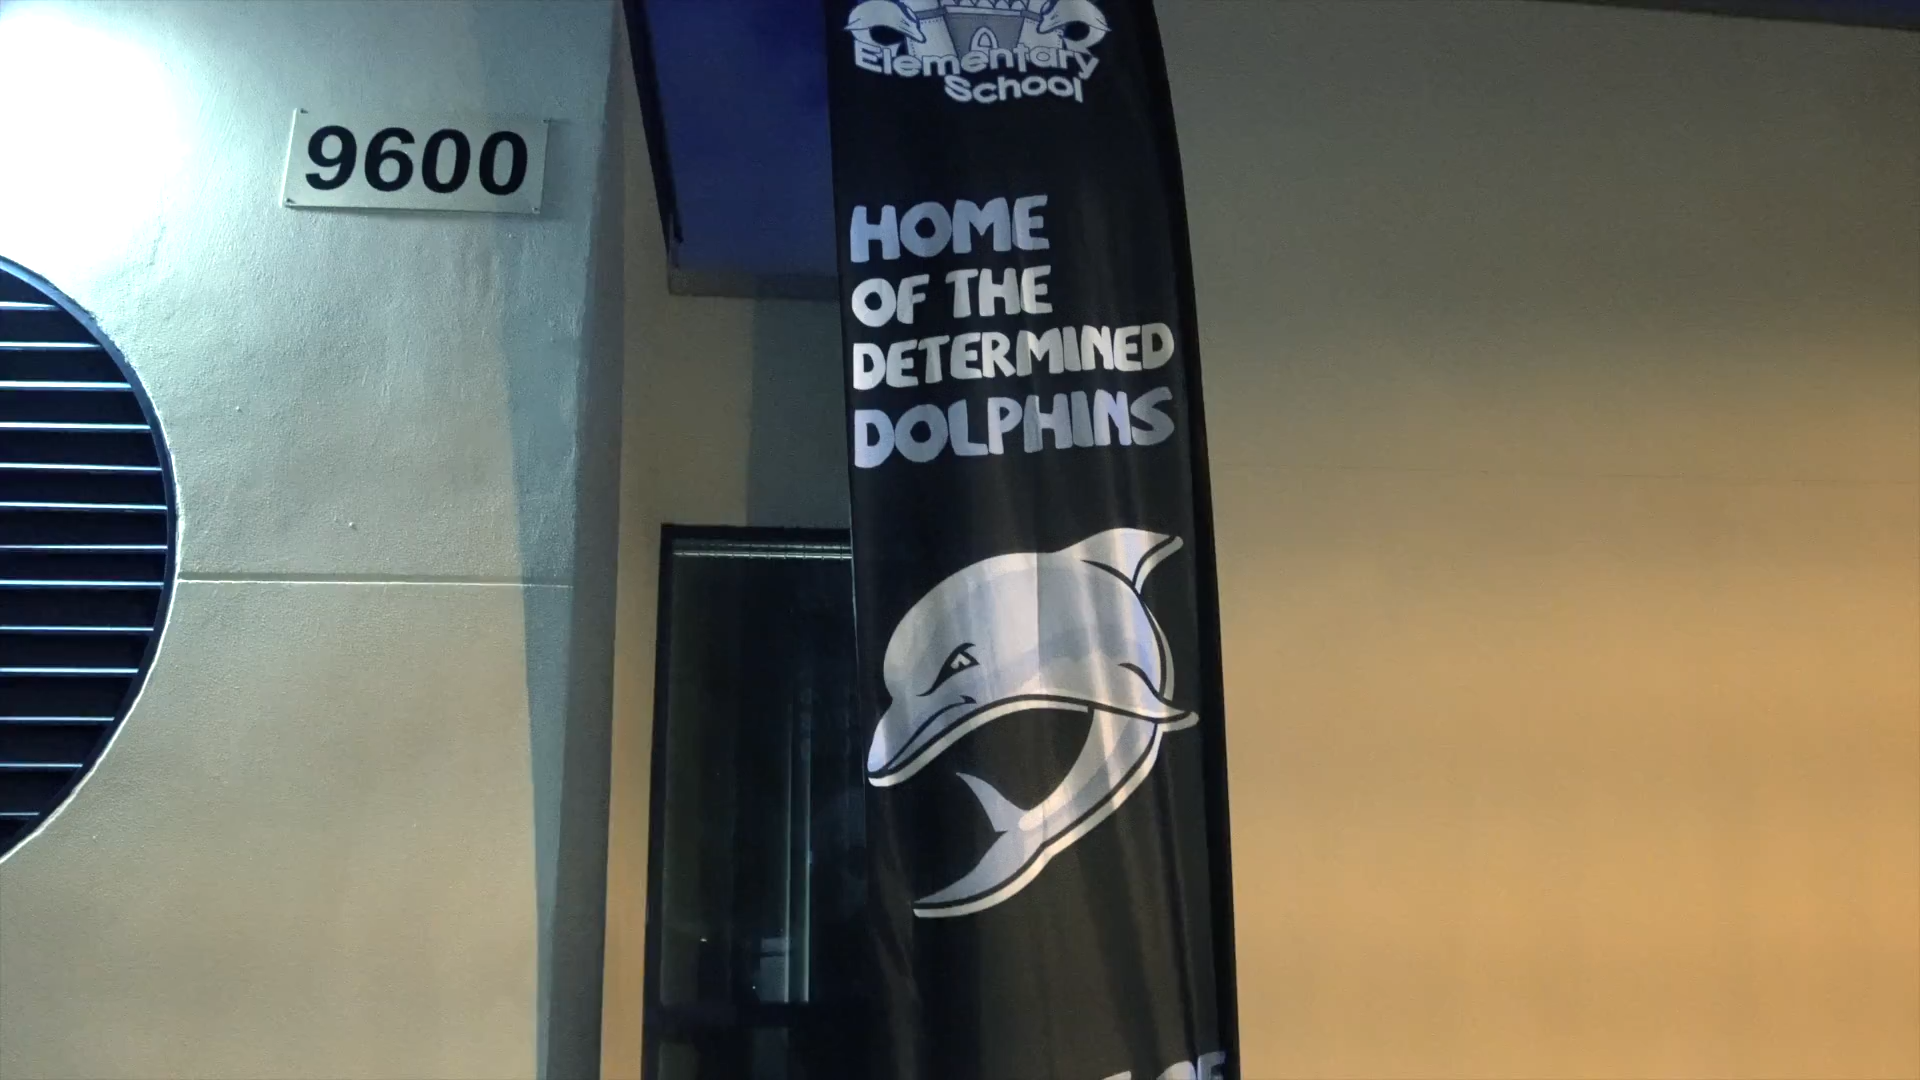 9600
Elementary
School
HOME
OF THE
DETERMINED
DOLPHINS